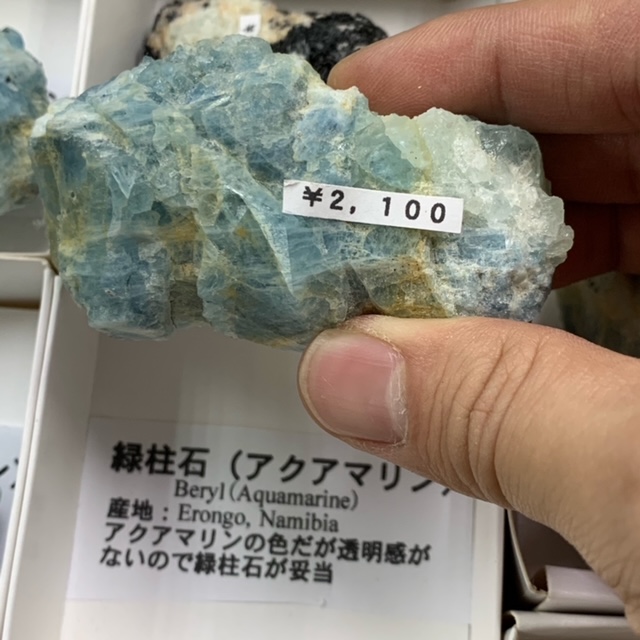 ¥2,100
緑柱石（アクアマリン）
Beryl(Aquamarine)
産地：Erongo, Namibia
アクアマリンの色だが透明感が
ないので緑柱石が妥当